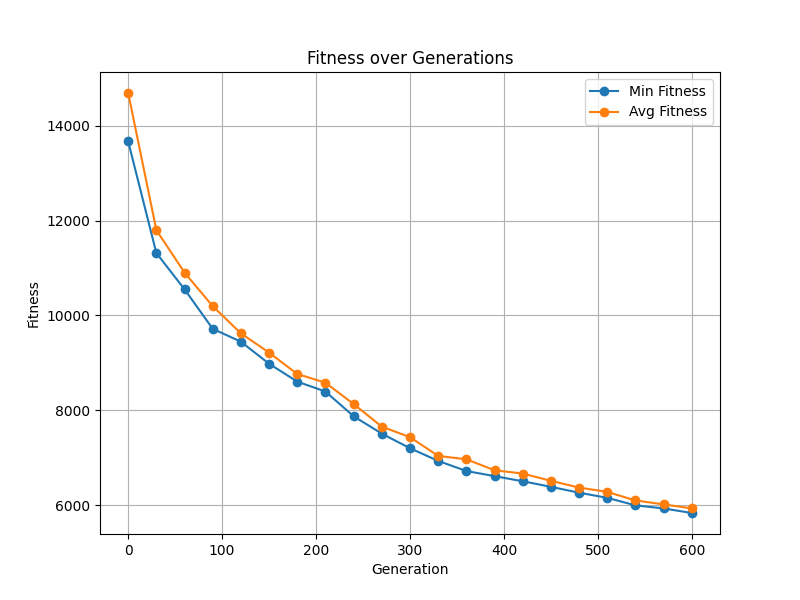 Fitness over Generations
Min Fitness
Avg Fitness
14000
12000
10000
8000
6000
Fitness
0 100 200 300 400 500 600
Generation